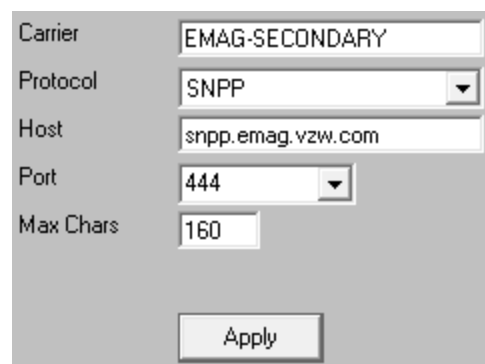 Carrier EMAG-SECONDARY
Protocol SNPP
Host snpp.emag.vzw.com
Port 444
Max Chars 160
Apply